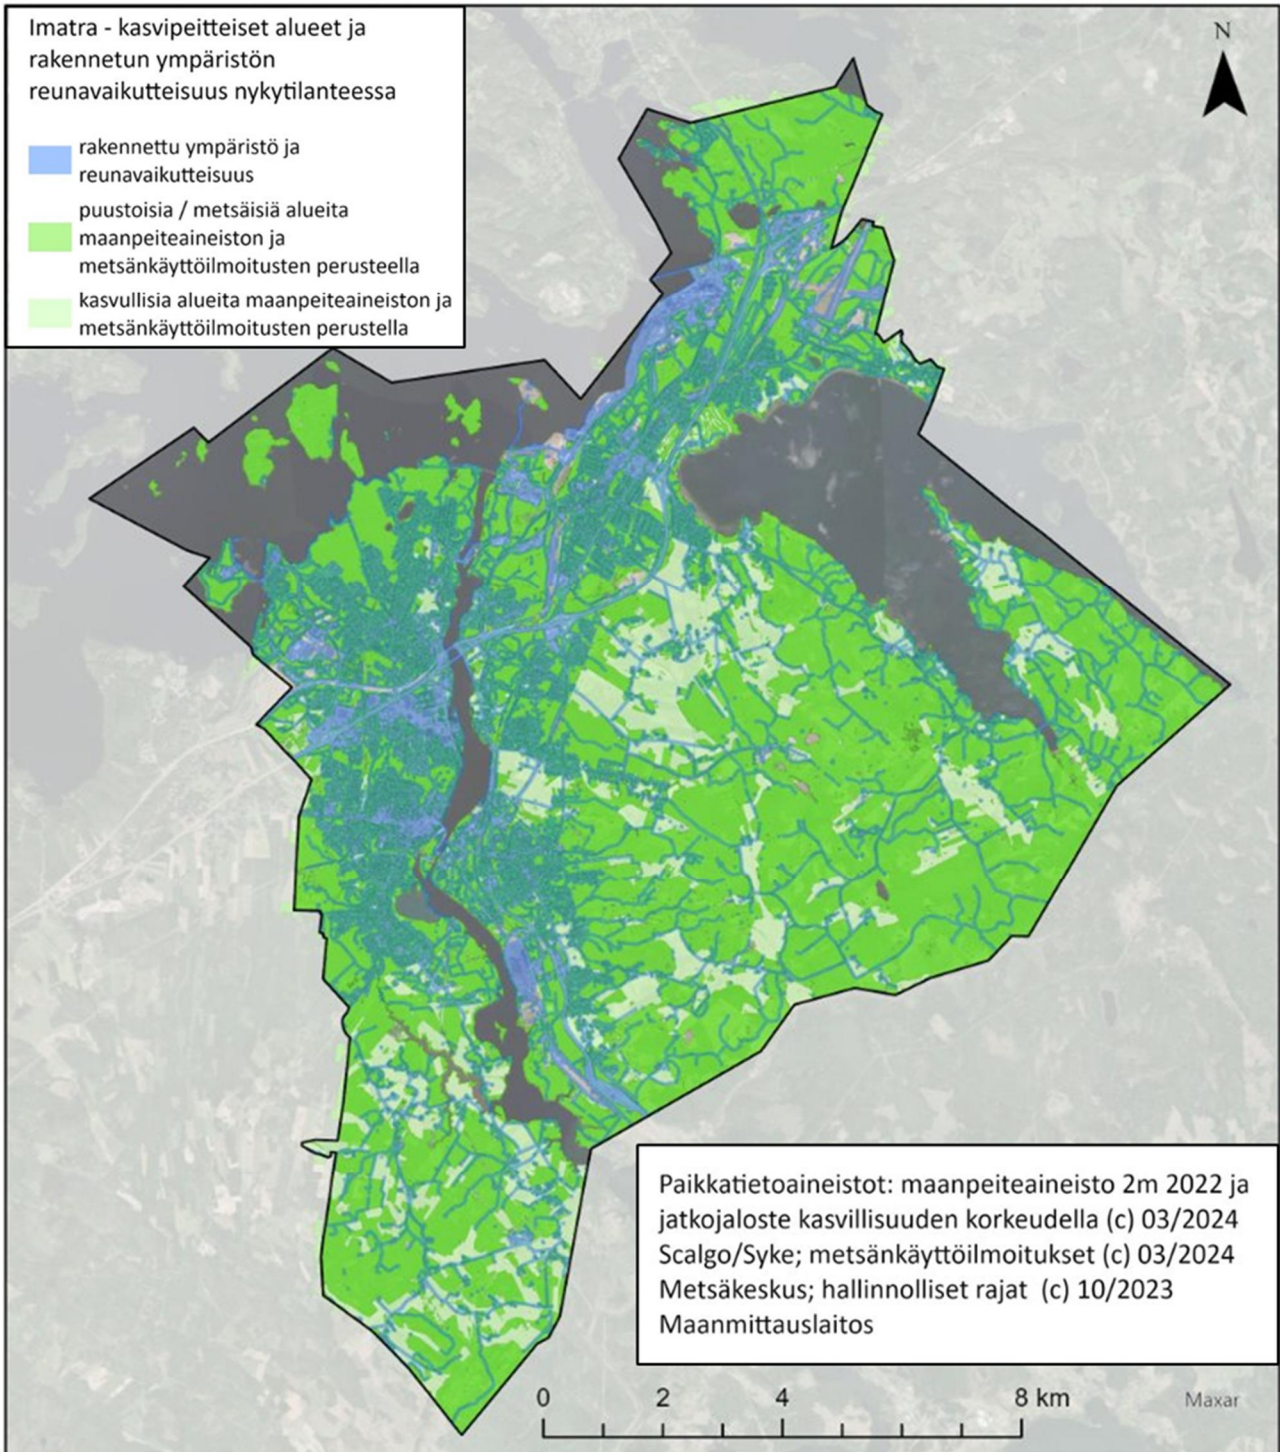 Imatra - kasvipeitteiset alueet ja
rakennetun ympäristön
reunavaikutteisuus nykytilanteessa
rakennettu ympäristö ja
reunavaikutteisuus
puustoisia / metsäisiä alueita
maanpeiteaineiston ja
metsänkäyttöilmoitusten perusteella
kasvullisia alueita maanpeiteaineiston ja
metsänkäyttöilmoitusten perustella
N
Paikkatietoaineistot: maanpeiteaineisto 2m 2022 ja
jatkojaloste kasvillisuuden korkeudella (c) 03/2024
Scalgo/Syke; metsänkäyttöilmoitukset (c) 03/2024
Metsäkeskus; hallinnolliset rajat (c) 10/2023
Maanmittauslaitos
0 2 4 8 km
Maxar